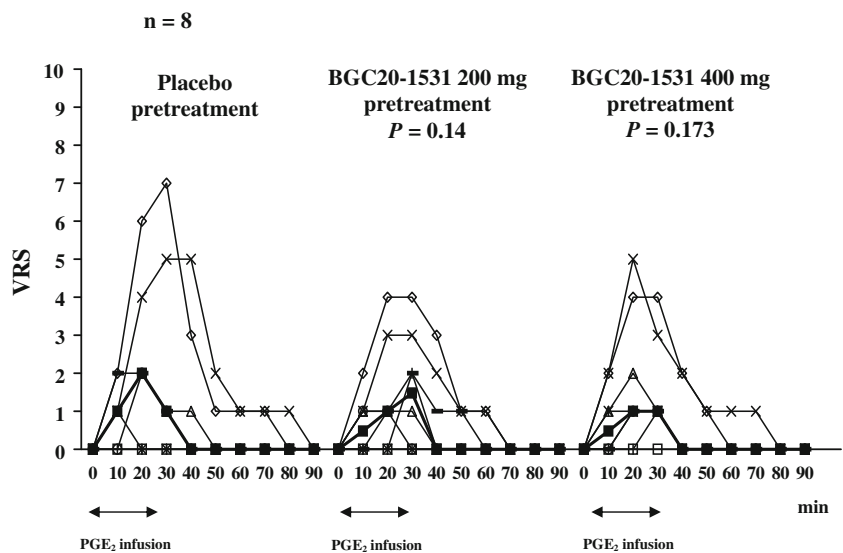 n = 8
Placebo
pretreatment
BGC20-1531 200 mg
pretreatment
P = 0.14
BGC20-1531 400 mg
pretreatment
P = 0.173
VRS
10
9
8
7
6
5
4
3
2
1
0
0 10 20 30 40 50 60 70 80 90 0 10 20 30 40 50 60 70 80 90 0 10 20 30 40 50 60 70 80 90
min
PGE₂ infusion PGE₂ infusion PGE₂ infusion